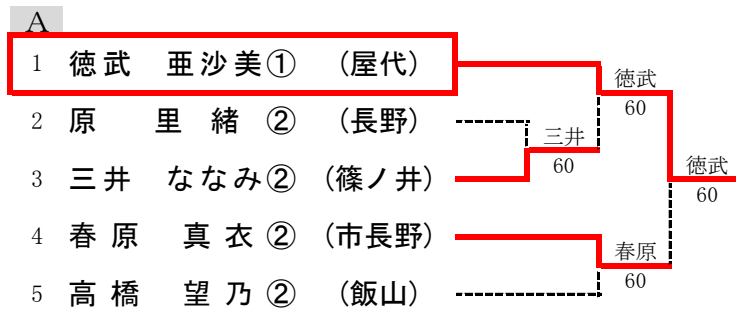 A
1 徳武 亜沙美① (屋代)
2 原 里緒② (長野)
3 三井 ななみ② (篠ノ井)
4 春原 真衣② (市長野)
5 高橋 望乃② (飯山)
三井
60
徳武
60
春原
60
徳武
60